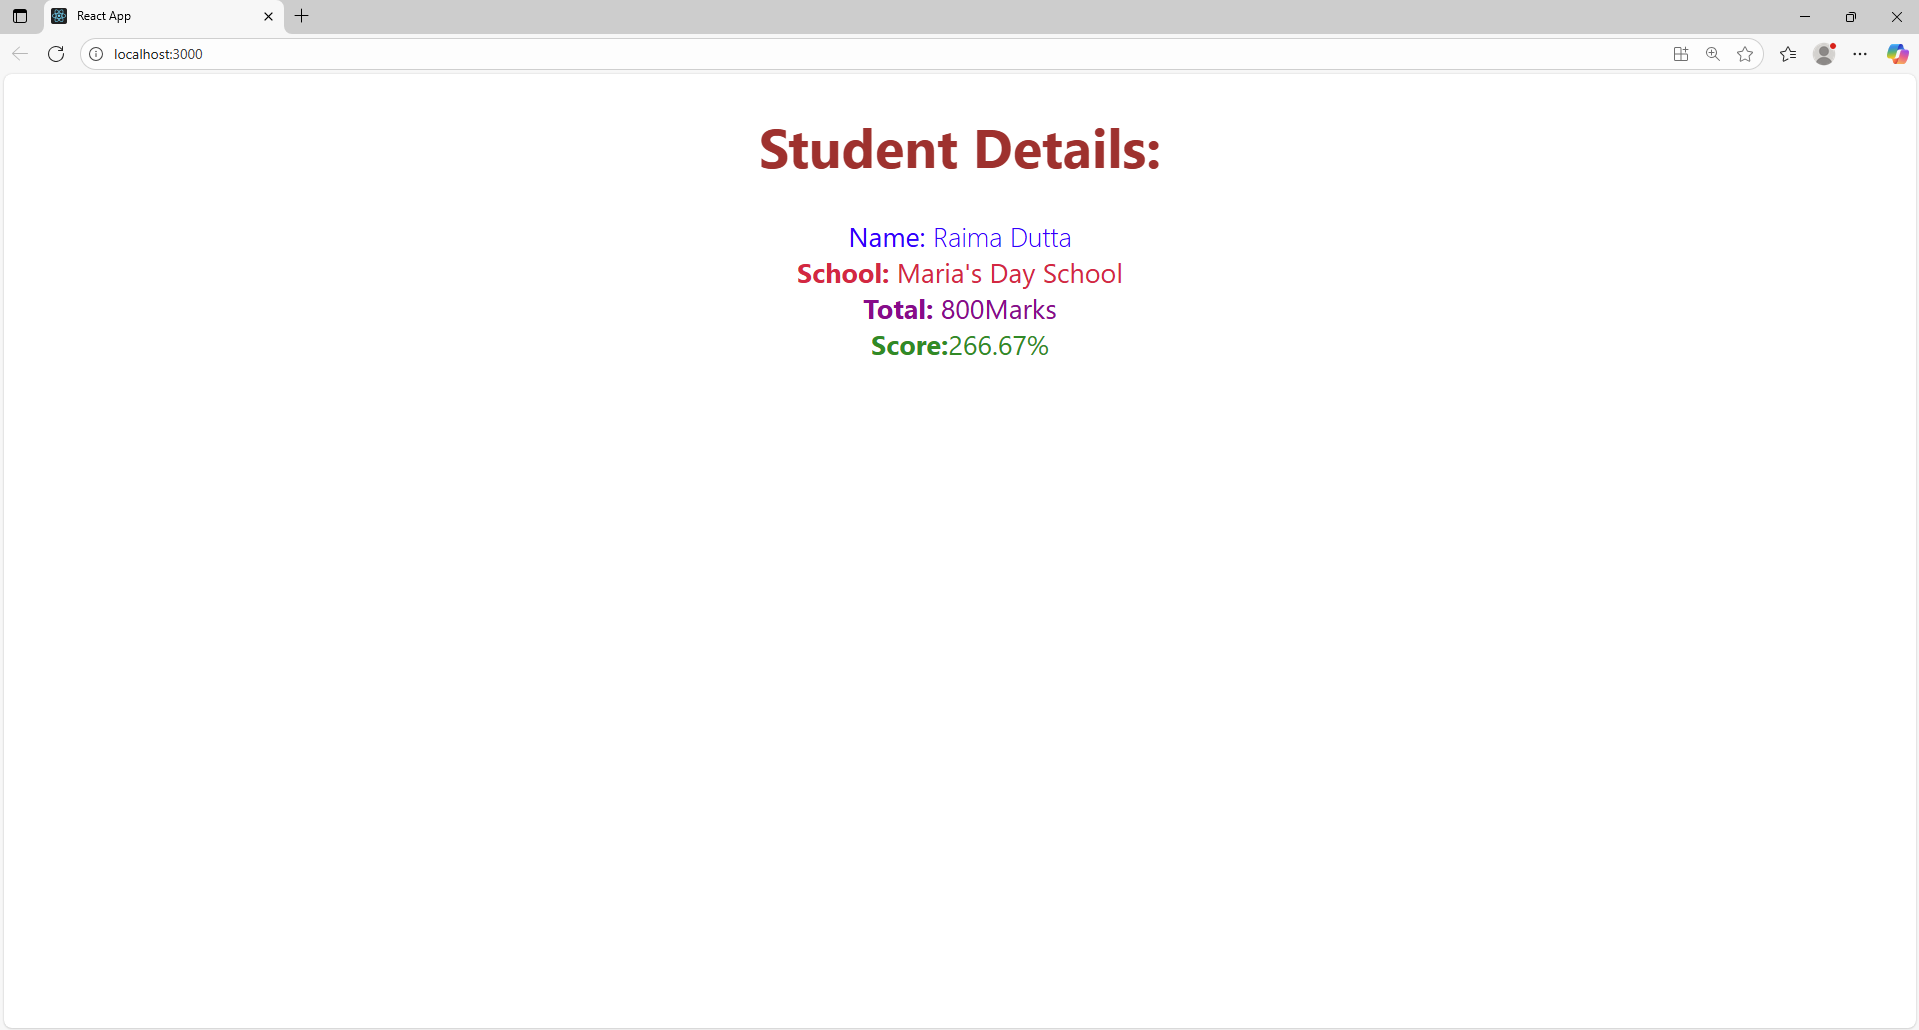 React App
localhost:3000
Student Details:
Name: Raima Dutta
School: Maria's Day School
Total: 800Marks
Score:266.67%